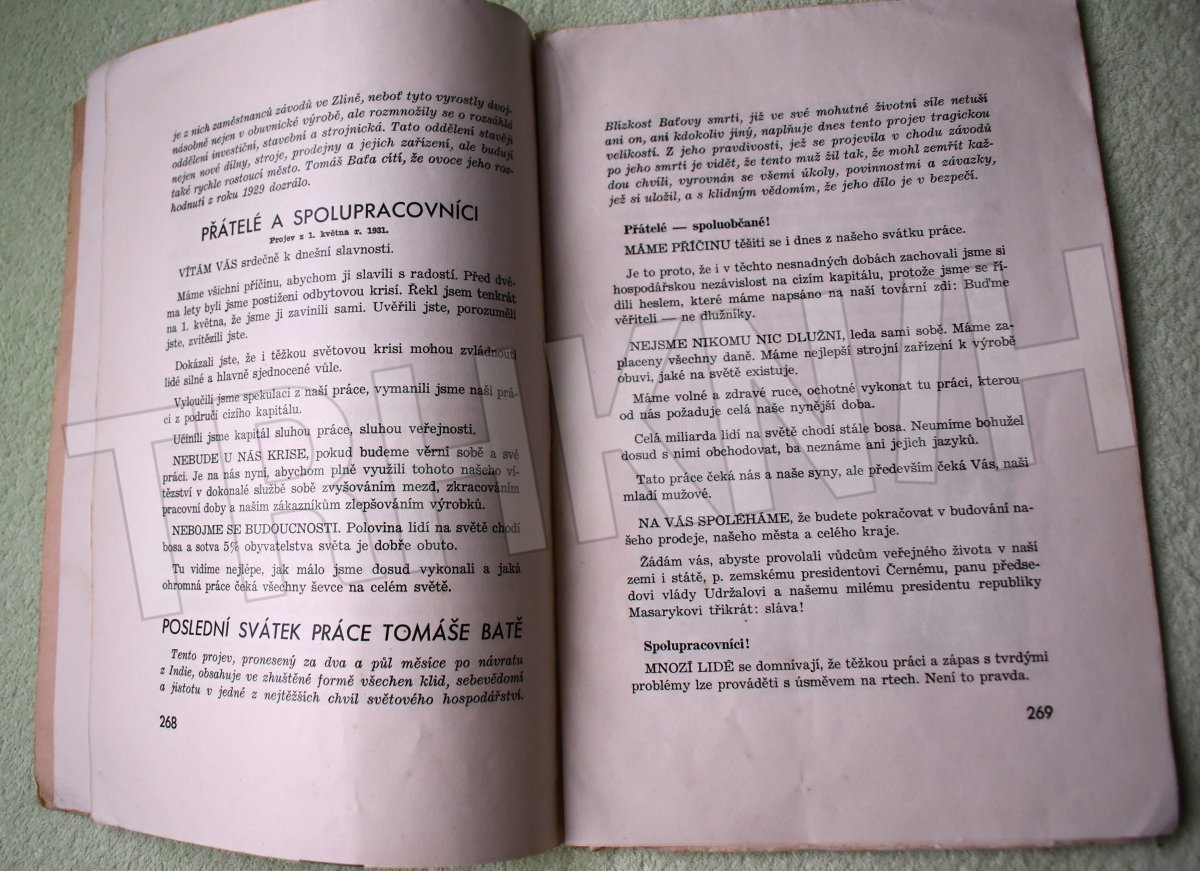 je z nich zaměstnanců závodů ve Zlíně, neboť tyto vyrostly dvoj-
násobně nejen v obuvnické výrobě, ale rozmnožily se o rozsáhlá
oddělení investiční, stavební a strojnická. Tato oddělení stavějí
nejen nové dílny, stroje, prodejny a jejich zařízení, ale budují
také rychle rostoucí město. Tomáš Baťa cítí, že ovoce jeho roz-
hodnutí z roku 1929 dozrálo.
PŘÁTELÉ A SPOLUPRACOVNÍCI
Projev z 1. května r. 1931.
VÍTÁM VÁS srdečně k dnešní slavnosti.
Máme všichni příčinu, abychom ji slavili s radostí. Před dvě-
ma lety byli jsme postiženi odbytovou krisí. Řekl jsem tenkrát
na 1. května, že jsme ji zavinili sami. Uvěřili jste, porozuměli
jste, zvítězili jste.
Dokázali jste, že i těžkou světovou krisi mohou zvládnouti
lidé silné a hlavně sjednocené vůle.
Vyloučili jsme spekulaci z naší práce, vymanili jsme naši prá-
ci z područí cizího kapitálu.
Učinili jsme kapitál sluhou práce, sluhou veřejnosti.
NEBUDE U NÁS KRISE, pokud budeme věrni sobě a své
práci. Je na nás nyní, abychom plně využili tohoto našeho ví-
tězství v dokonalé službě sobě zvyšováním mezd, zkracováním
pracovní doby a našim zákazníkům zlepšováním výrobků.
NEBOJME SE BUDOUCNOSTI. Polovina lidí na světě chodí
bosa a sotva 5% obyvatelstva světa je dobře obuto.
Tu vidíme nejlépe, jak málo jsme dosud vykonali a jaká
ohromná práce čeká všechny ševce na celém světě.
POSLEDNÍ SVÁTEK PRÁCE TOMÁŠE BATĚ
Tento projev, pronesený za dva a půl měsíce po návratu
z Indie, obsahuje ve zhuštěné formě všechen klid, sebevědomí
a jistotu v jedné z nejtěžších chvil světového hospodářství.
268
Blízkost Baťovy smrti, již ve své mohutné životní síle netuší
ani on, ani kdokoliv jiný, naplňuje dnes tento projev tragickou
velikostí. Z jeho pravdivosti, jež se projevila v chodu závodů
po jeho smrti je vidět, že tento muž žil tak, že mohl zemřít kaž-
dou chvíli, vyrovnán se všemi úkoly, povinnostmi a závazky,
jež si uložil, a s klidným vědomím, že jeho dílo je v bezpečí.
Přátelé — spoluobčané!
MÁME PŘÍČINU těšiti se i dnes z našeho svátku práce.
Je to proto, že i v těchto nesnadných dobách zachovali jsme si
hospodářskou nezávislost na cizím kapitálu, protože jsme se ří-
dili heslem, které máme napsáno na naší tovární zdi: Buďme
věřiteli — ne dlužníky.
NEJSME NIKOMU NIC DLUŽNI, leda sami sobě. Máme za-
placeny všechny daně. Máme nejlepší strojní zařízení k výrobě
obuvi, jaké na světě existuje.
Máme volné a zdravé ruce, ochotné vykonat tu práci, kterou
od nás požaduje celá naše nynější doba.
Celá miliarda lidí na světě chodí stále bosa. Neumíme bohužel
dosud s nimi obchodovat, ba neznáme ani jejich jazyků.
Tato práce čeká nás a naše syny, ale především čeká Vás, naši
mladí mužové.
NA VÁS SPOLÉHÁME, že budete pokračovat v budování na-
šeho prodeje, našeho města a celého kraje.
Žádám vás, abyste provolali vůdcům veřejného života v naší
zemi i státě, p. zemskému presidentovi Černému, panu předse-
dovi vlády Udržalovi a našemu milému presidentu republiky
Masarykovi třikrát: sláva!
Spolupracovníci!
MNOZÍ LIDÉ se domnívají, že těžkou práci a zápas s tvrdými
problémy lze prováděti s úsměvem na rtech. Není to pravda.
269
TRHKNIH